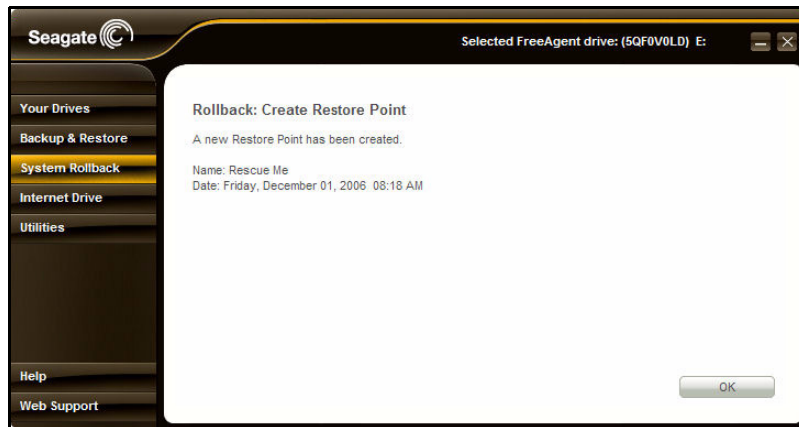 Seagate
Selected FreeAgent drive: (5QF0V0LD) E:
Your Drives
Backup & Restore
System Rollback
Internet Drive
Utilities
Help
Web Support
Rollback: Create Restore Point
A new Restore Point has been created.
Name: Rescue Me
Date: Friday, December 01, 2006 08:18 AM
OK